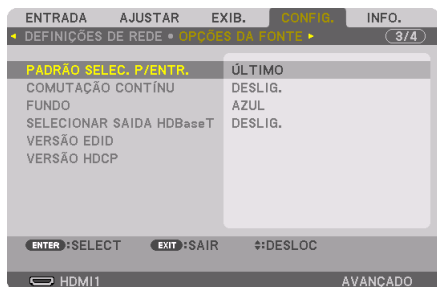 ENTRADA AJUSTAR EXIB. CONFIG. INFO.
DEFINIÇÕES DE REDE • OPÇÕES DA FONTE 3/4
PADRÃO SELEC. P/ENTR. ÚLTIMO
COMUTAÇÃO CONTÍNU DESLIG.
FUNDO AZUL
SELECIONAR SAIDA HDBaseT DESLIG.
VERSÃO EDID
VERSÃO HDCP
ENTER :SELECT EXIT :SAIR :DESLOC
HDMI1 AVANCADO